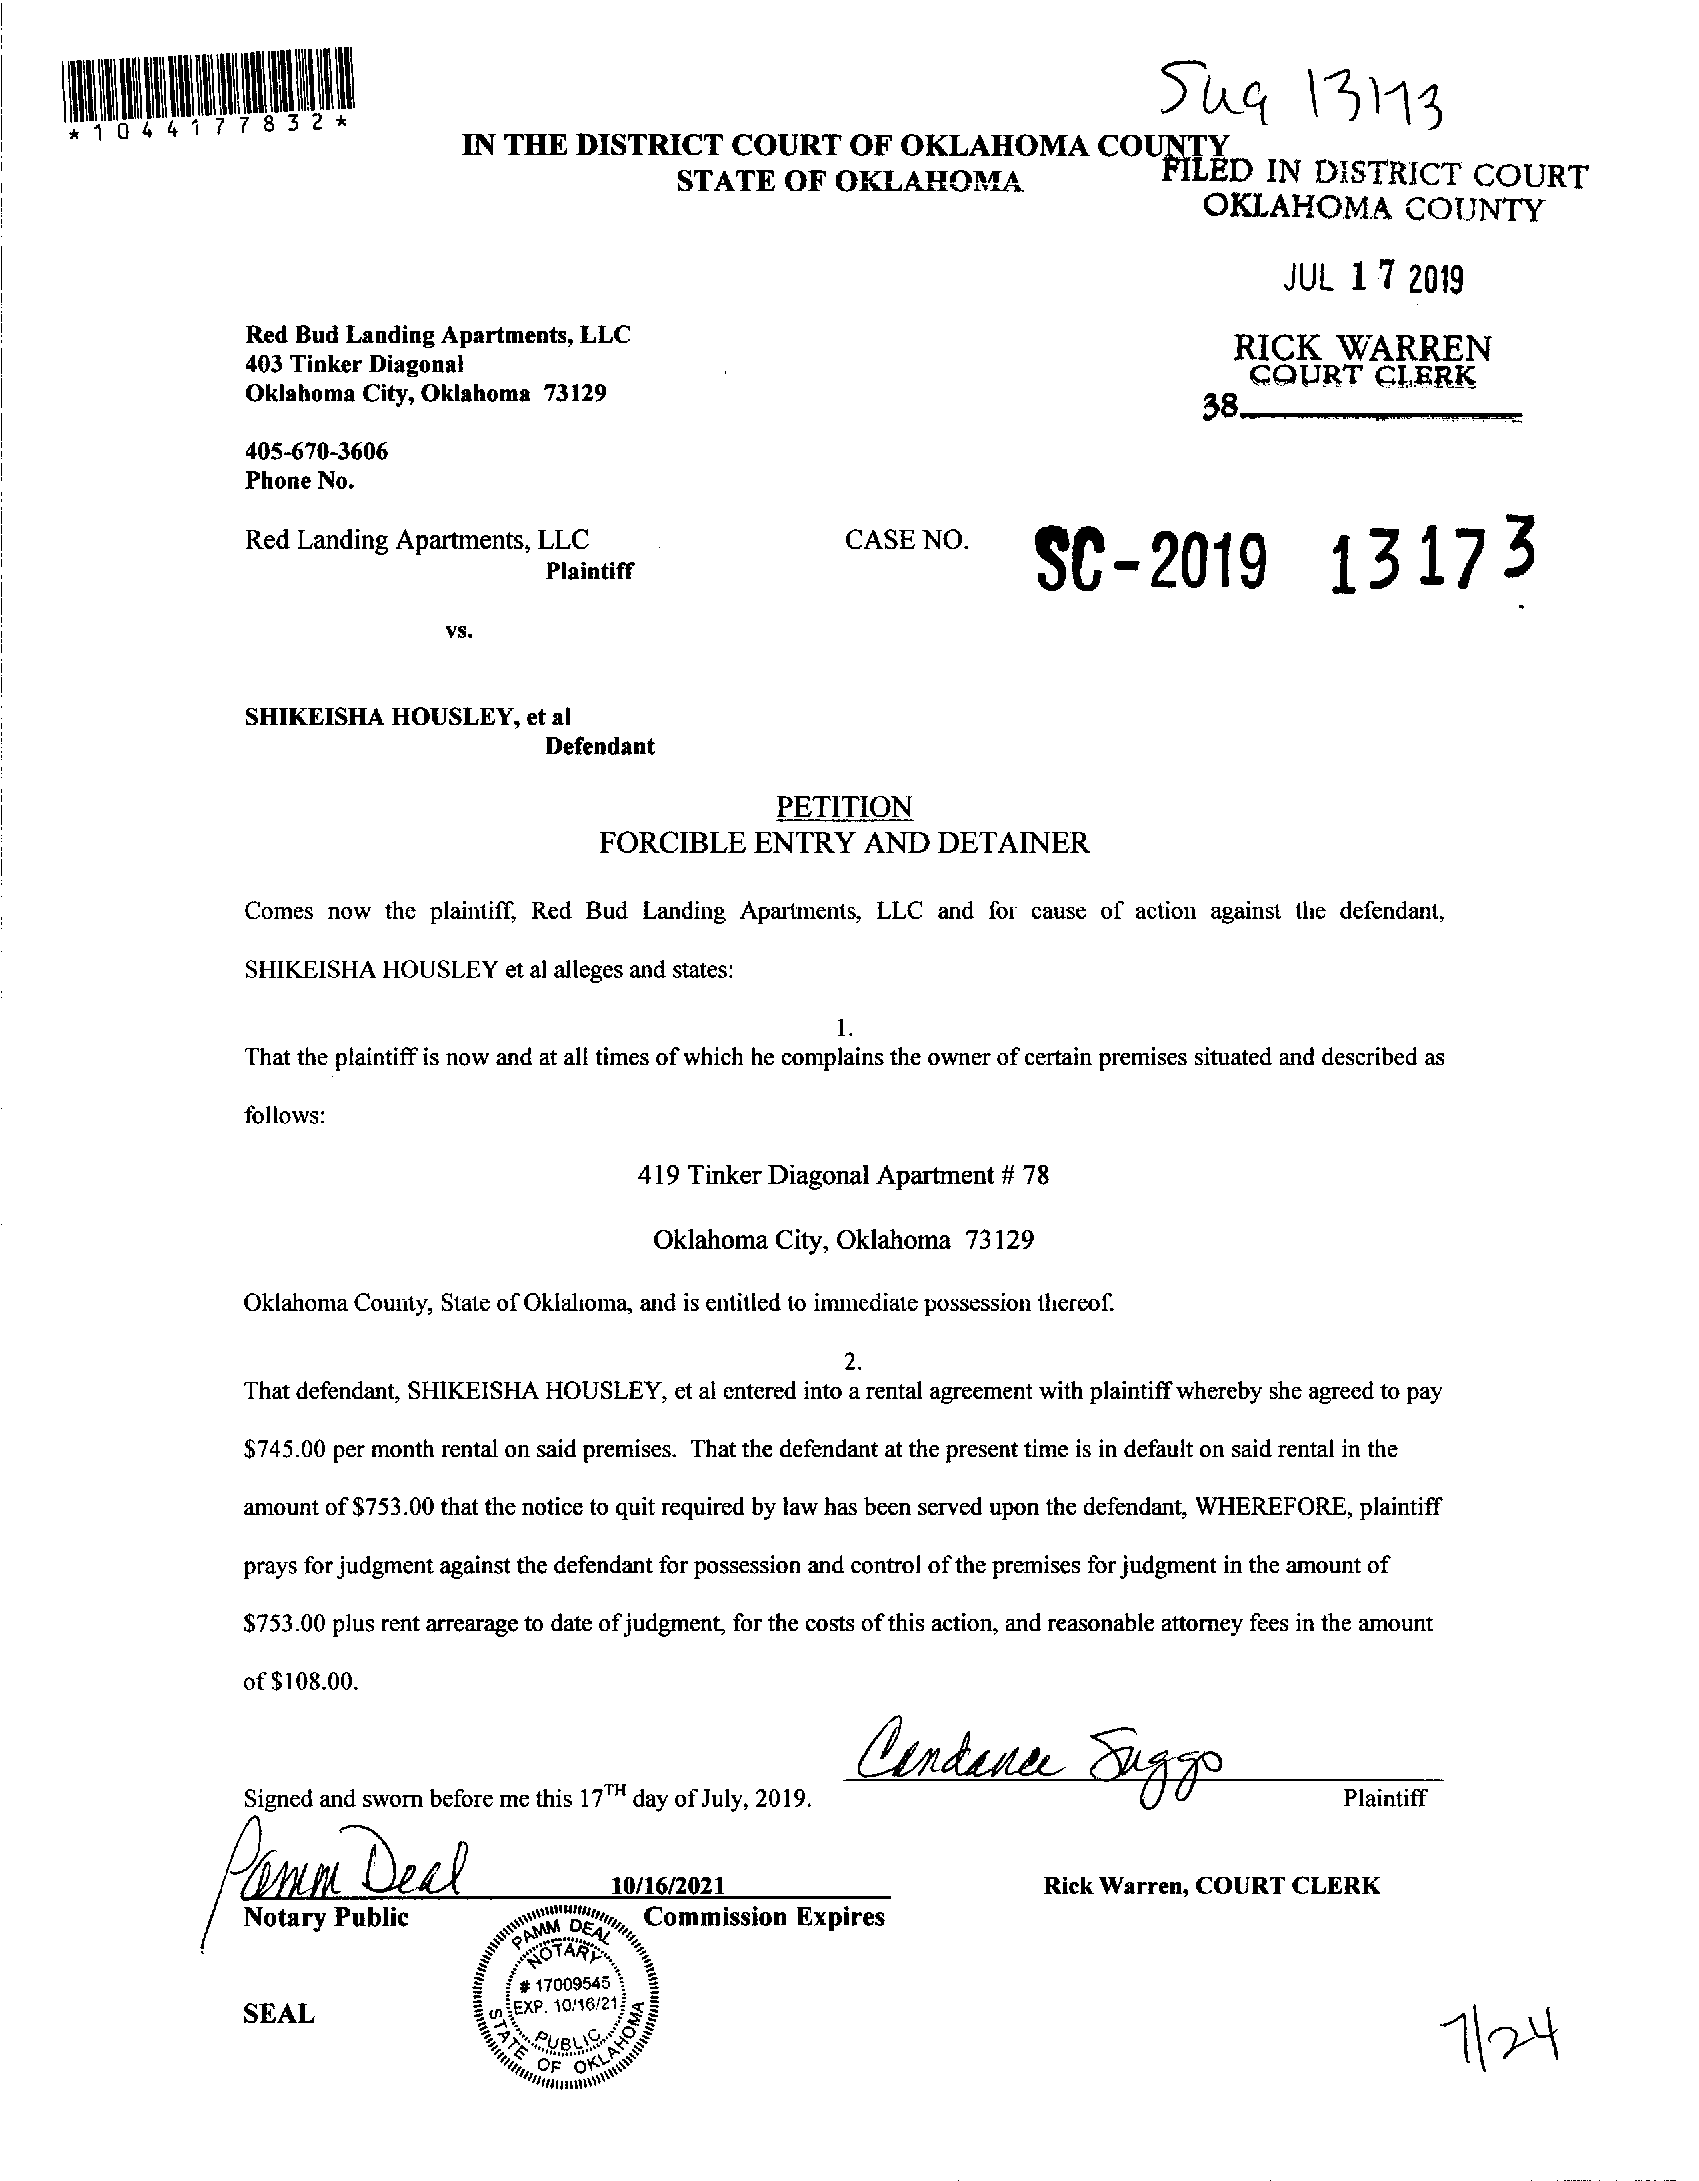 Sug 13173
*1044177832*
IN THE DISTRICT COURT OF OKLAHOMA COUNTY
STATE OF OKLAHOMA
FILED IN DISTRICT COURT
OKLAHOMA COUNTY
JUL 17 2019
RICK WARREN
COURT CLERK
38
Red Bud Landing Apartments, LLC
403 Tinker Diagonal
Oklahoma City, Oklahoma 73129
405-670-3606
Phone No.
Red Landing Apartments, LLC
Plaintiff
CASE NO. SC-2019 13173
vs.
SHIKEISHA HOUSLEY, et al
Defendant
PETITION
FORCIBLE ENTRY AND DETAINER
Comes now the plaintiff, Red Bud Landing Apartments, LLC and for cause of action against the defendant,
SHIKEISHA HOUSLEY et al alleges and states:
1.
That the plaintiff is now and at all times of which he complains the owner of certain premises situated and described as
follows:
419 Tinker Diagonal Apartment # 78
Oklahoma City, Oklahoma 73129
Oklahoma County, State of Oklahoma, and is entitled to immediate possession thereof.
2.
That defendant, SHIKEISHA HOUSLEY, et al entered into a rental agreement with plaintiff whereby she agreed to pay
$745.00 per month rental on said premises. That the defendant at the present time is in default on said rental in the
amount of $753.00 that the notice to quit required by law has been served upon the defendant, WHEREFORE, plaintiff
prays for judgment against the defendant for possession and control of the premises for judgment in the amount of
$753.00 plus rent arrearage to date of judgment, for the costs of this action, and reasonable attorney fees in the amount
of $108.00.
Candance Suggs
Signed and sworn before me this 17TH day of July, 2019.
Plaintiff
Pamm Deal
10/16/2021
Rick Warren, COURT CLERK
Notary Public
Commission Expires
PAMM DEAL
NOTARY
# 17009545
EXP. 10/16/21
PUBLIC
STATE OF OKLAHOMA
SEAL
7/24